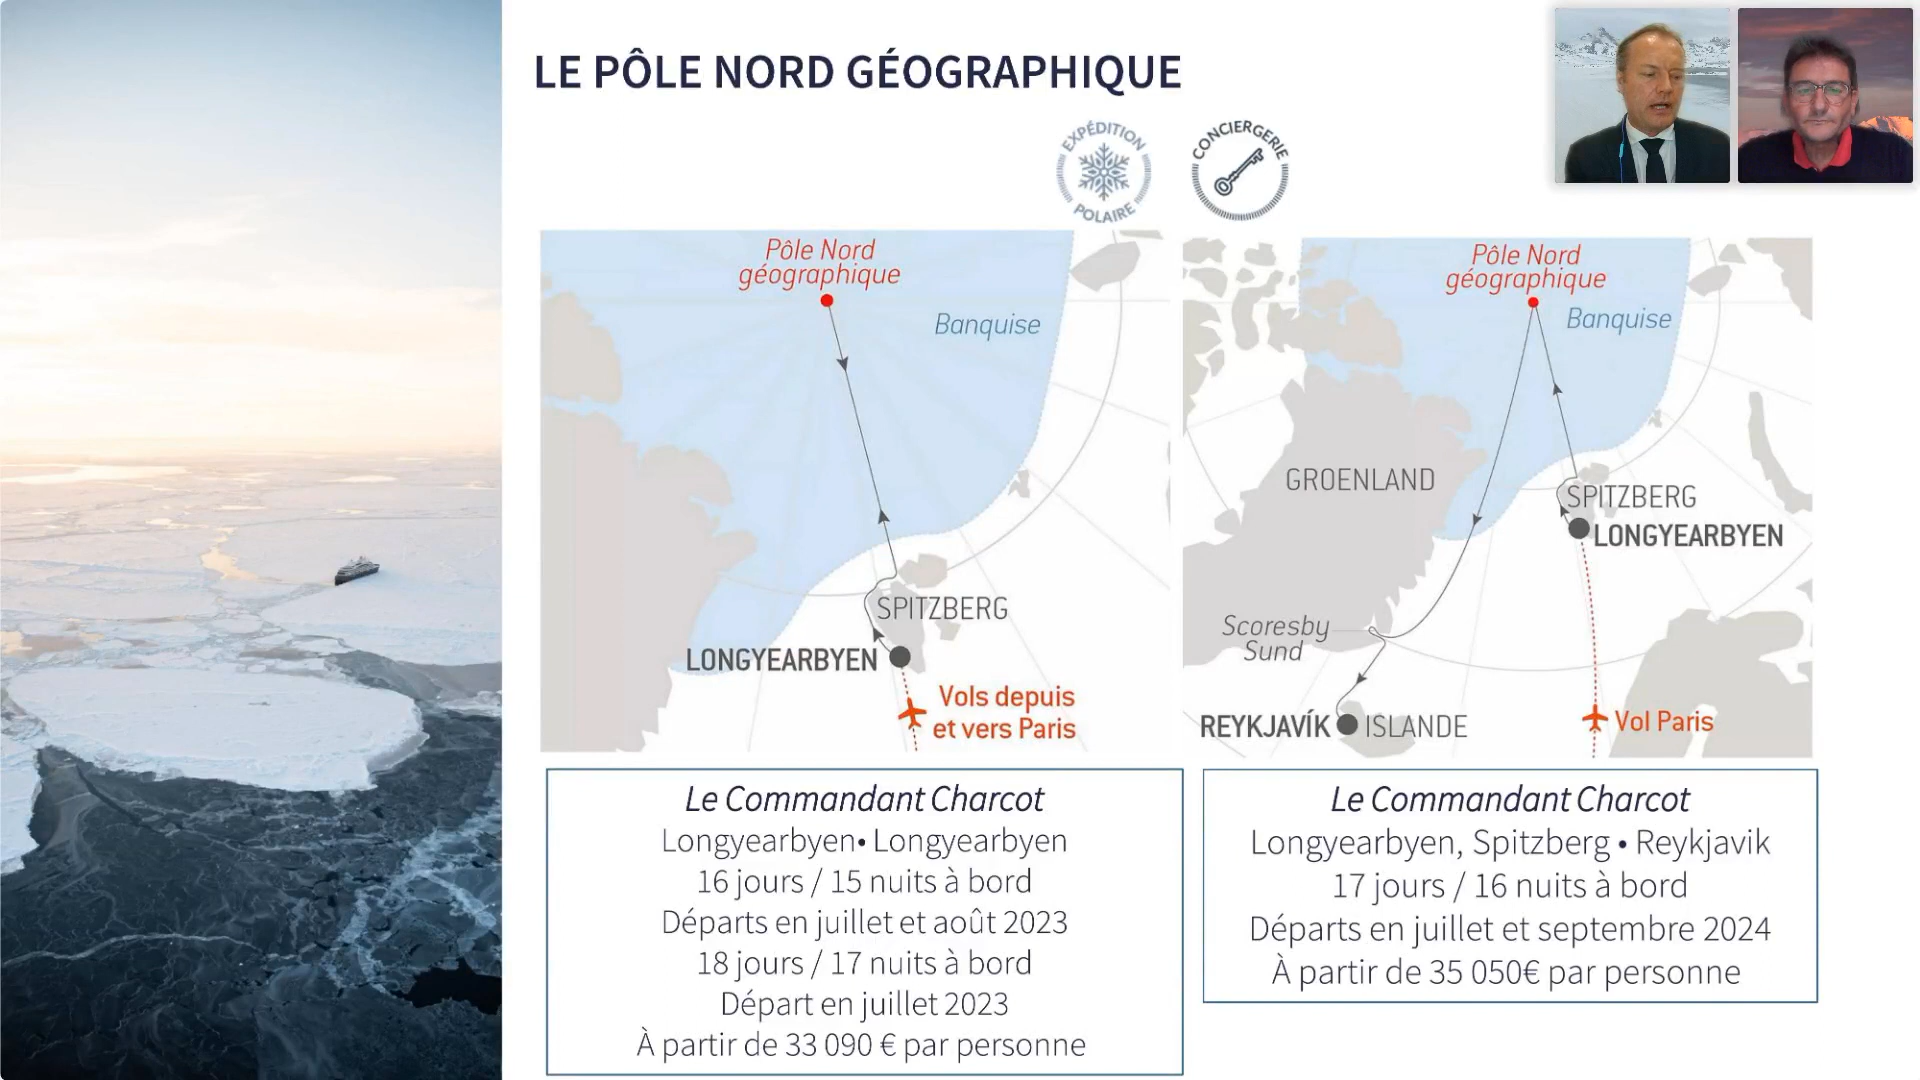 LE PÔLE NORD GÉOGRAPHIQUE
EXPÉDITION
POLAIRE
CONCIERGERIE
Pôle Nord
géographique
Banquise
SPITZBERG
LONGYEARBYEN
Vols depuis
et vers Paris
Pôle Nord
géographique
Banquise
GROENLAND
SPITZBERG
LONGYEARBYEN
Scoresby
Sund
REYKJAVÍK ISLANDE
Vol Paris
Le Commandant Charcot
Longyearbyen• Longyearbyen
16 jours / 15 nuits à bord
Départs en juillet et août 2023
18 jours / 17 nuits à bord
Départ en juillet 2023
À partir de 33 090 € par personne
Le Commandant Charcot
Longyearbyen, Spitzberg • Reykjavik
17 jours / 16 nuits à bord
Départs en juillet et septembre 2024
À partir de 35 050€ par personne